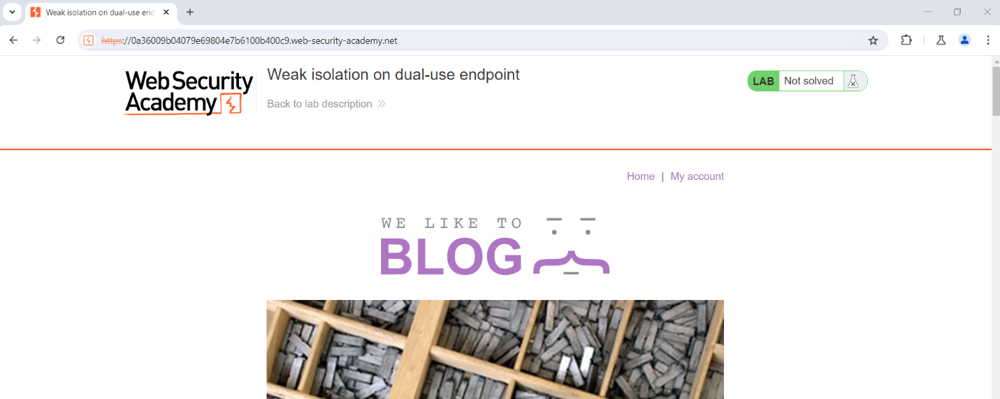 Weak isolation on dual-use end
https://0a36009b04079e69804e7b6100b400c9.web-security-academy.net
Web Security
Academy
Weak isolation on dual-use endpoint
Back to lab description
LAB Not solved
Home | My account
WE LIKE TO
BLOG